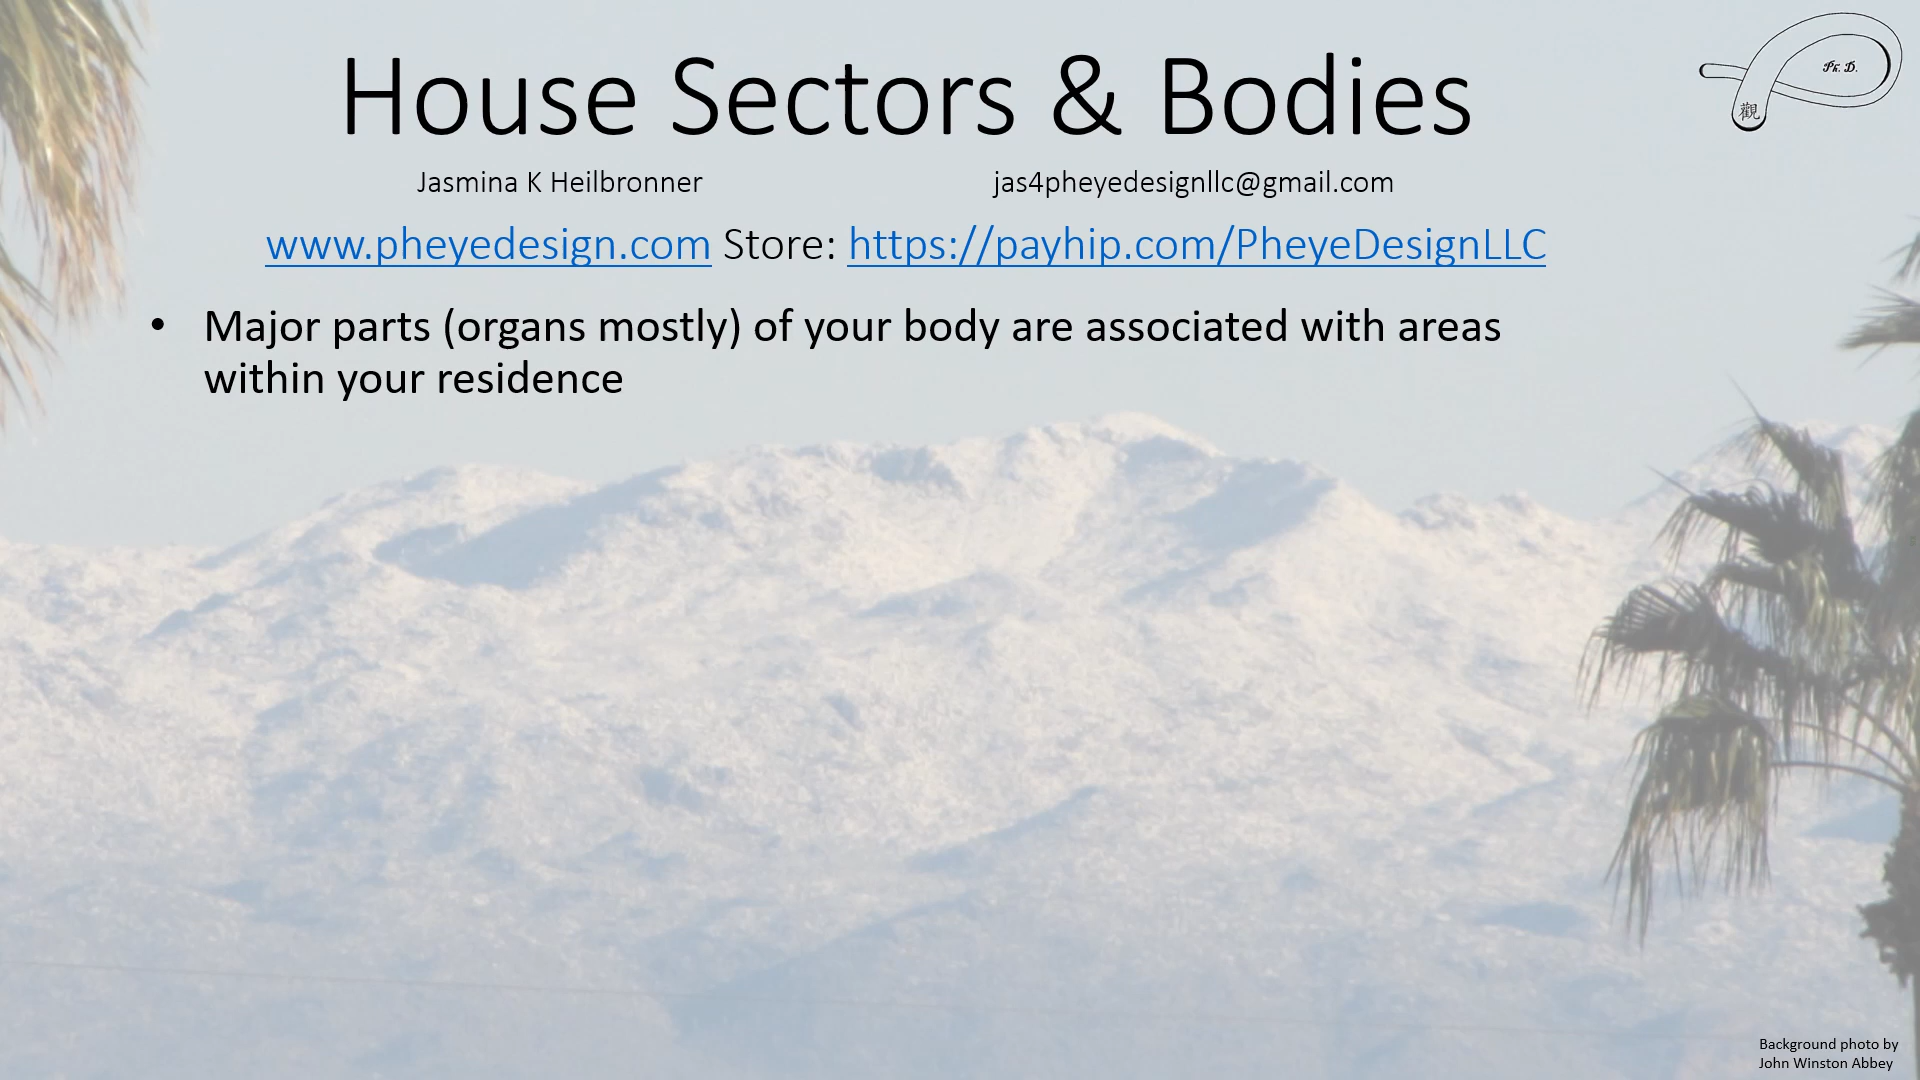 House Sectors & Bodies
Ph. D.
觀
Jasmina K Heilbronner jas4pheyedesignllc@gmail.com
www.pheyedesign.com Store: https://payhip.com/PheyeDesignLLC
• Major parts (organs mostly) of your body are associated with areas
within your residence
Background photo by
John Winston Abbey